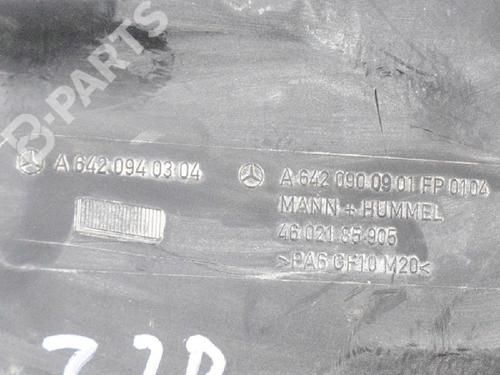 B-PARTS
A 642 094 03 04
A 642 090 09 01 FP 0104
MANN + HUMMEL
46 021 85-905
>PA6 GF10 M20<